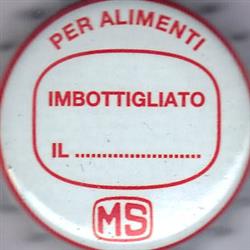 PER ALIMENTI
IMBOTTIGLIATO
IL ..............................
MS